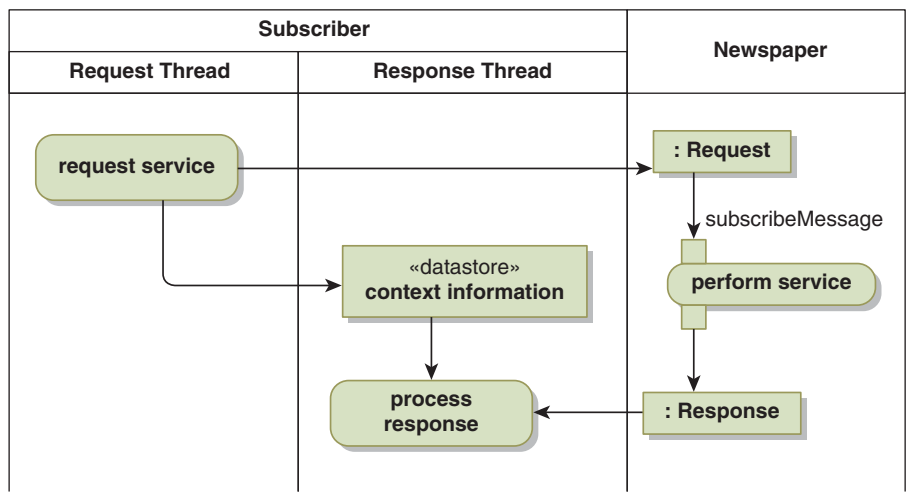 Subscriber
Newspaper
Request Thread
Response Thread
request service
: Request
subscribeMessage
«datastore»
context information
perform service
process
response
: Response